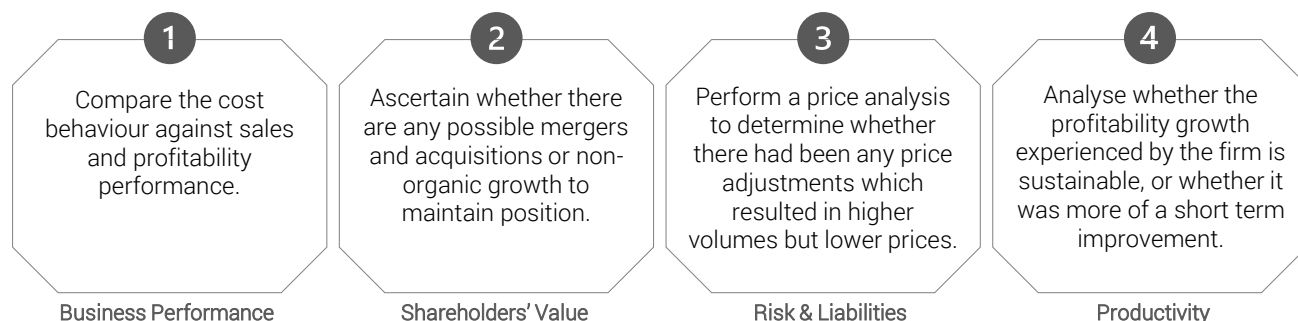 1
Compare the cost
behaviour against sales
and profitability
performance.
Business Performance
2
Ascertain whether there
are any possible mergers
and acquisitions or non-
organic growth to
maintain position.
Shareholders' Value
3
Perform a price analysis
to determine whether
there had been any price
adjustments which
resulted in higher
volumes but lower prices.
Risk & Liabilities
4
Analyse whether the
profitability growth
experienced by the firm is
sustainable, or whether it
was more of a short term
improvement.
Productivity